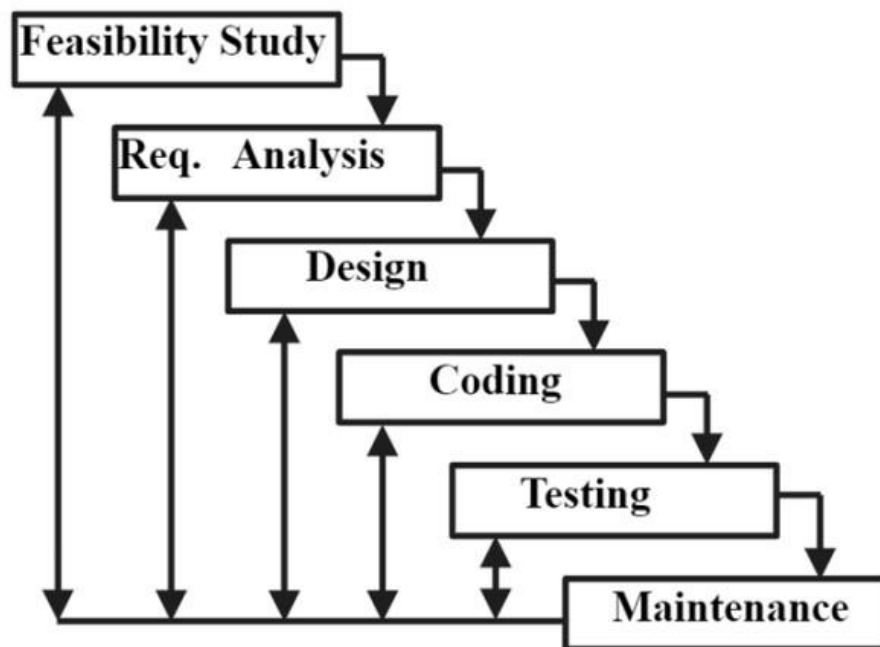 Feasibility Study
Req. Analysis
Design
Coding
Testing
Maintenance